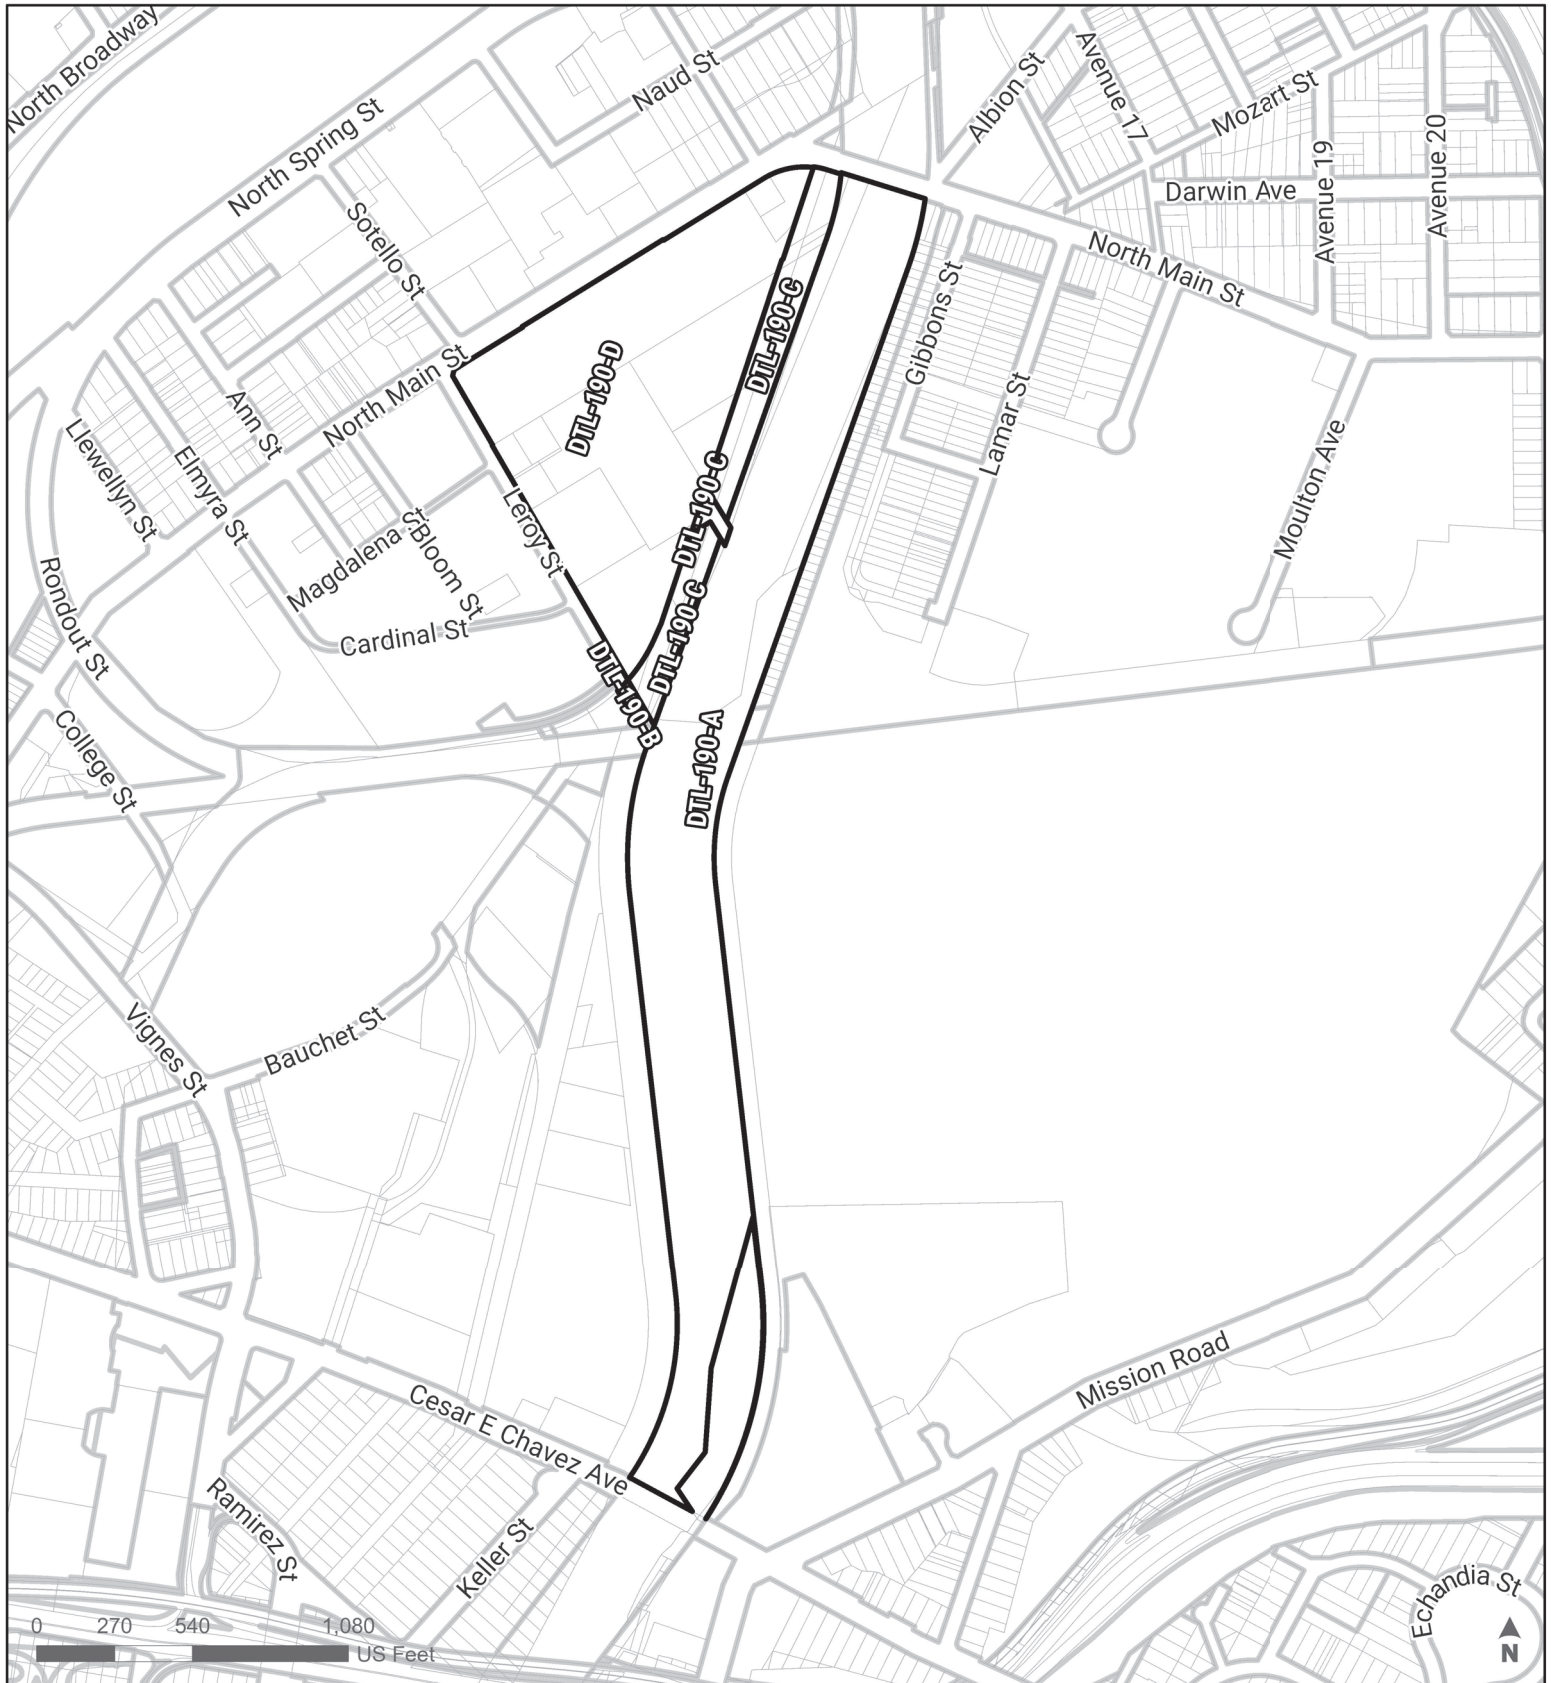 North Broadway
North Spring St
Naud St
Albion St
Avenue 17
Mozart St
Avenue 19
Avenue 20
Darwin Ave
North Main St
Sotello St
Gibbons St
Lamar St
Moulton Ave
DTL-190-D
DTL-190-C
North Main St
Ann St
Llewellyn St
Elmyra St
Leroy St
DTL-190-C
Magdalena St
Bloom St
Rondout St
Cardinal St
DTL-190-C
DTL-190-B
College St
DTL-190-A
Vignes St
Bauchet St
Mission Road
Cesar E Chavez Ave
Ramirez St
Keller St
Echandia St
0 270 540 1,080
US Feet
N